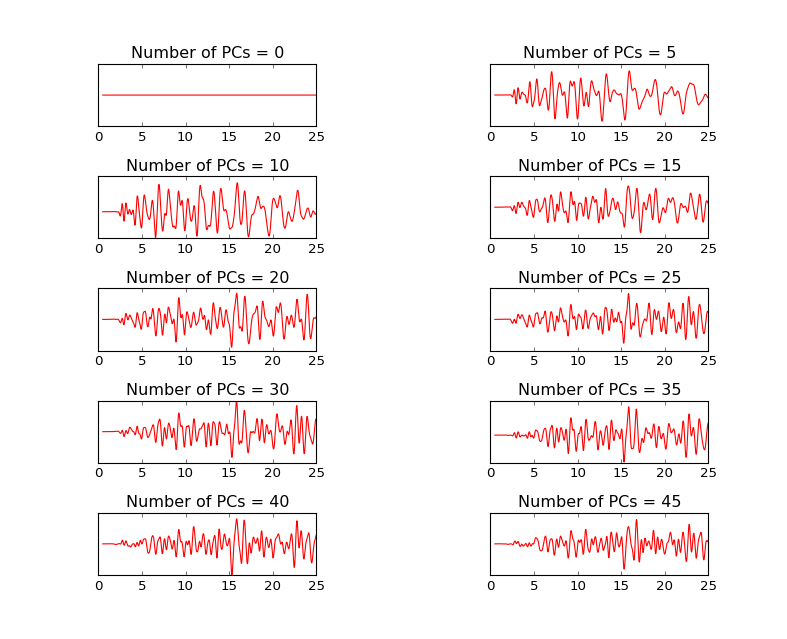 Number of PCs = 0
0 5 10 15 20 25
Number of PCs = 5
0 5 10 15 20 25
Number of PCs = 10
0 5 10 15 20 25
Number of PCs = 15
0 5 10 15 20 25
Number of PCs = 20
0 5 10 15 20 25
Number of PCs = 25
0 5 10 15 20 25
Number of PCs = 30
0 5 10 15 20 25
Number of PCs = 35
0 5 10 15 20 25
Number of PCs = 40
0 5 10 15 20 25
Number of PCs = 45
0 5 10 15 20 25